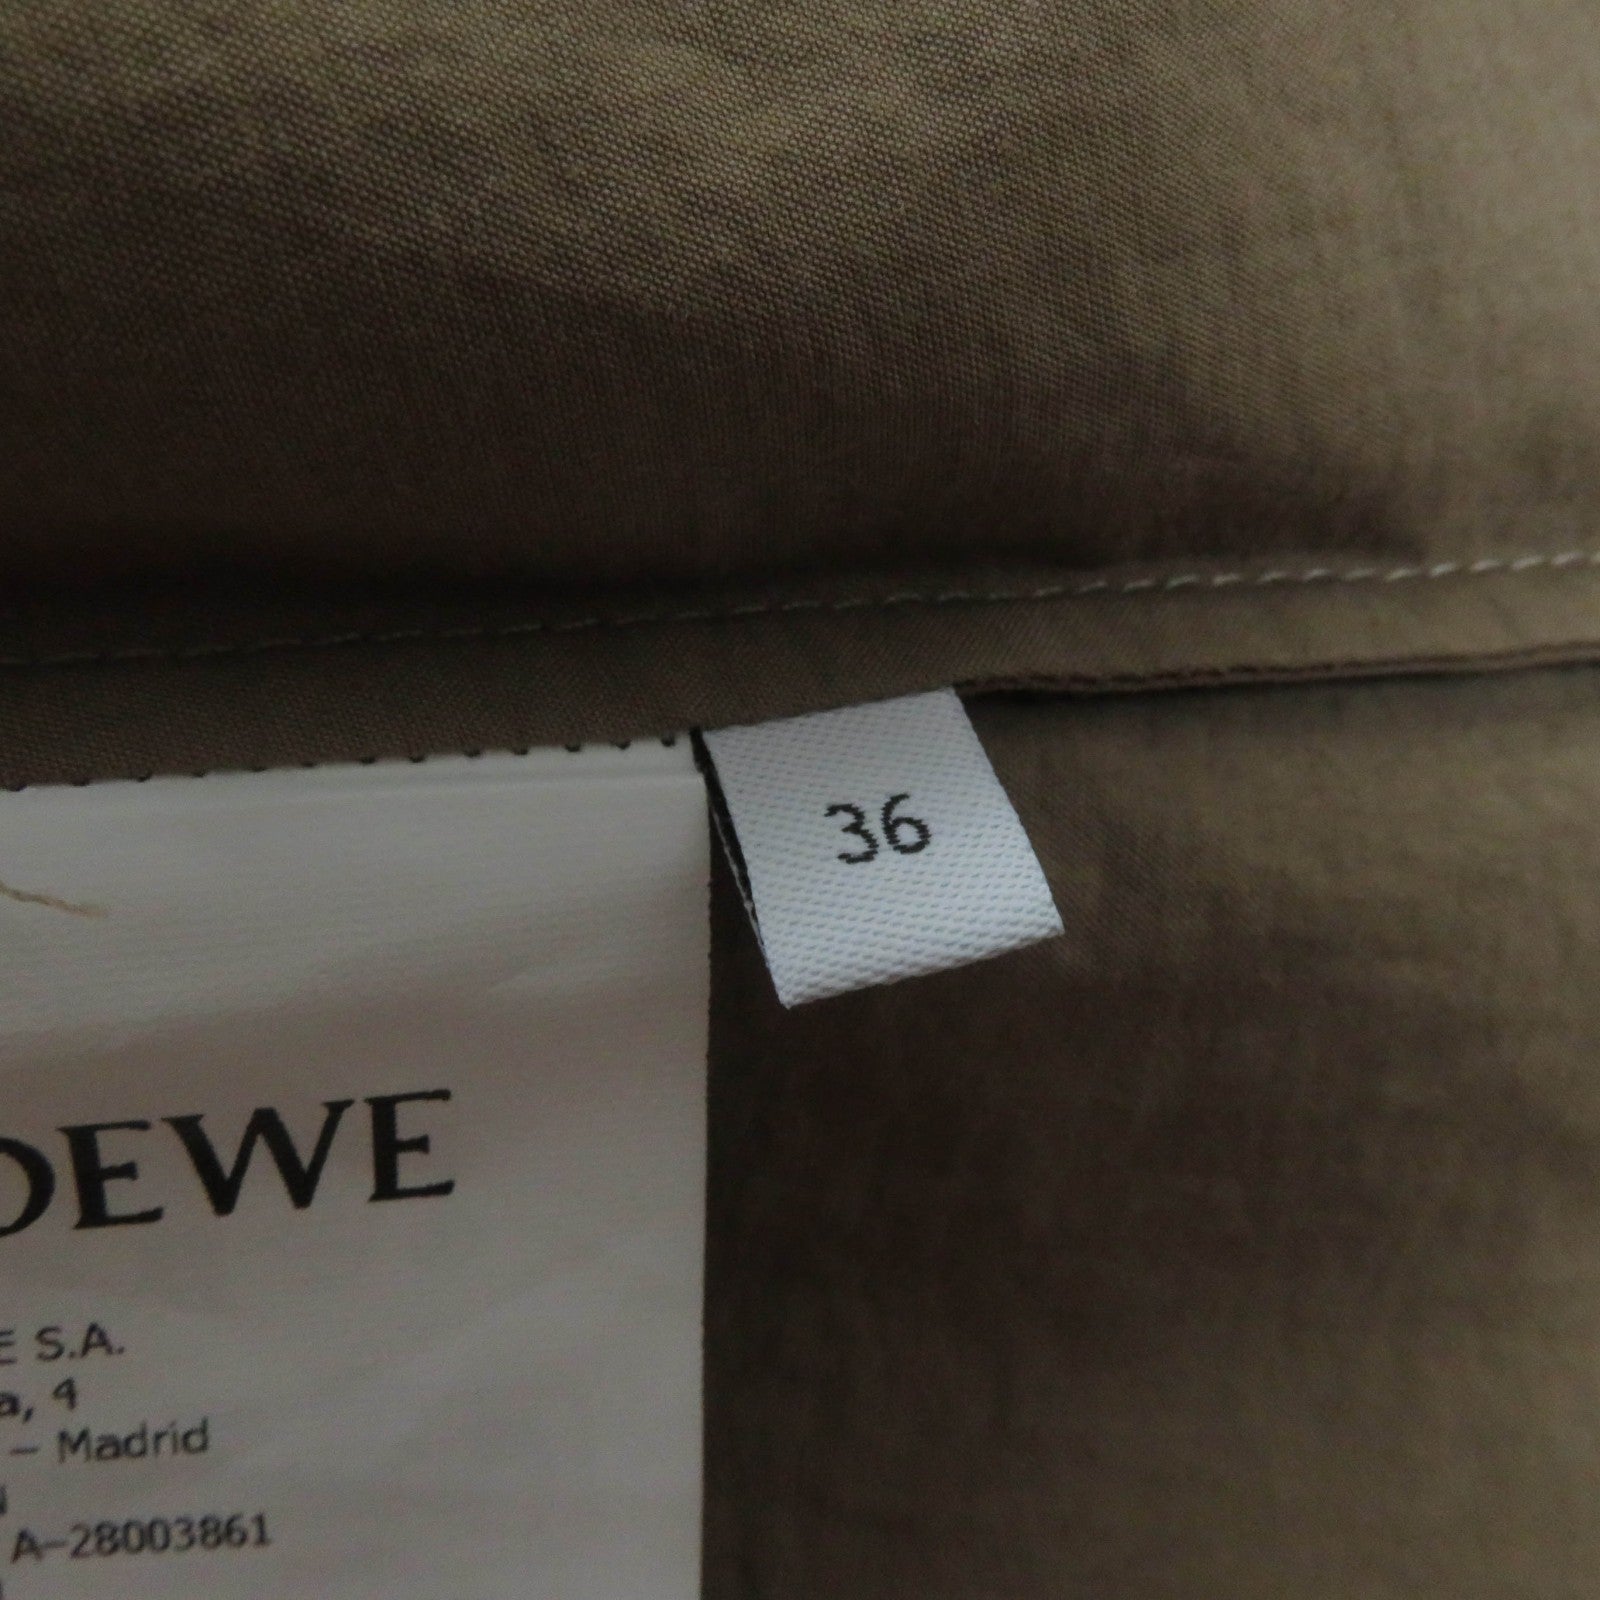 36
OEWE
E S.A.
a, 4
– Madrid
A-28003861